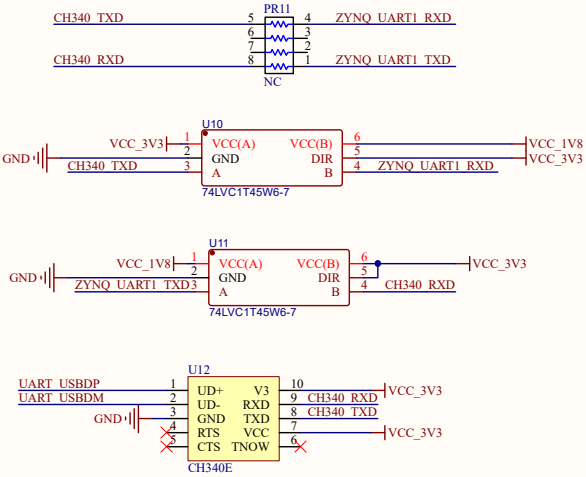 PR11
CH340_TXD 5 4 ZYNQ_UART1_RXD
6 3
7 2
CH340_RXD 8 1 ZYNQ_UART1_TXD
NC
U10
VCC_3V3 1 VCC(A) VCC(B) 6 VCC_1V8
GND 2 GND DIR 5 VCC_3V3
CH340_TXD 3 A B 4 ZYNQ_UART1_RXD
74LVC1T45W6-7
U11
VCC_1V8 1 VCC(A) VCC(B) 6 VCC_3V3
GND 2 GND DIR 5
ZYNQ_UART1_TXD 3 A B 4 CH340_RXD
74LVC1T45W6-7
U12
UART_USBDP 1 UD+ V3 10 VCC_3V3
UART_USBDM 2 UD- RXD 9 CH340_RXD
GND 3 GND TXD 8 CH340_TXD
4 RTS VCC 7 VCC_3V3
5 CTS TNOW 6
CH340E